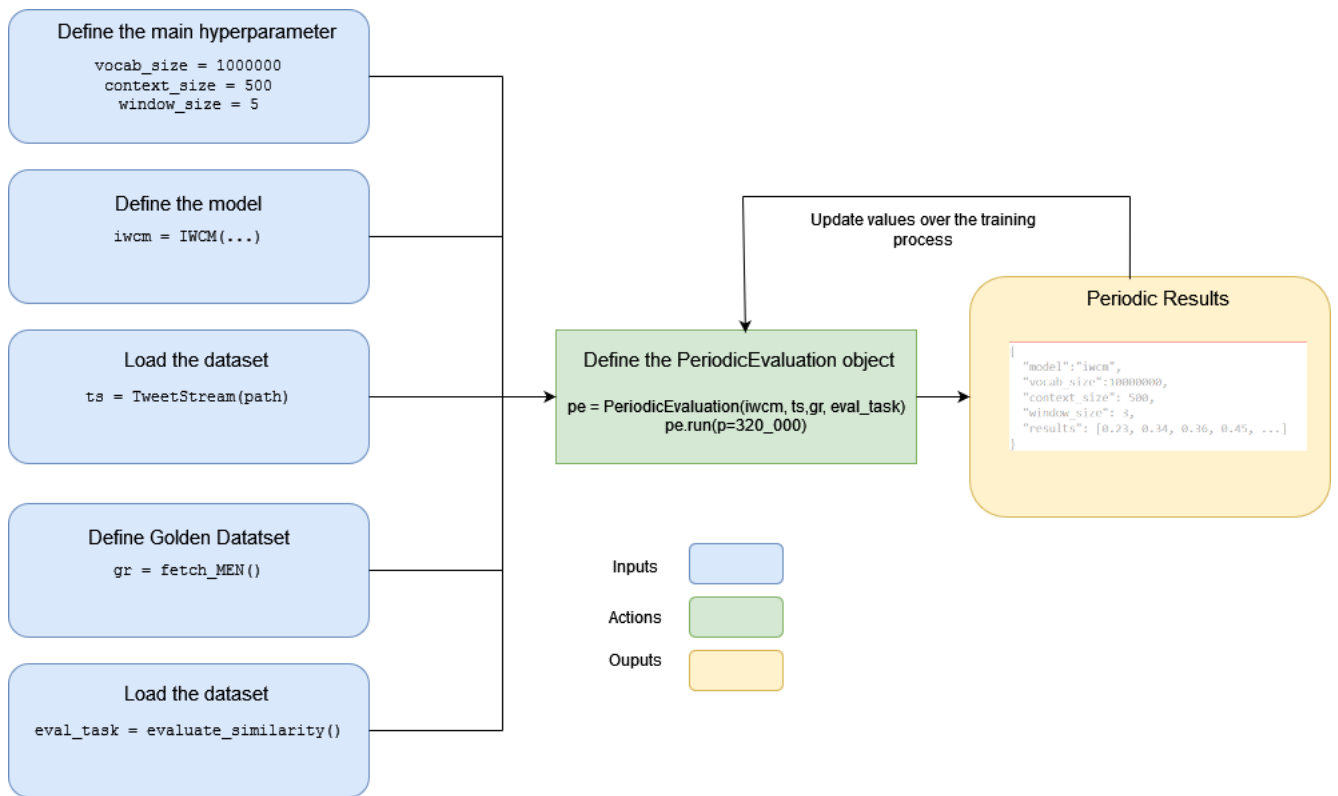 Define the main hyperparameter
vocab_size = 1000000
context_size = 500
window_size = 5
Define the model
iwcm = IWCM(...)
Load the dataset
ts = TweetStream(path)
Define Golden Datatset
gr = fetch_MEN()
Load the dataset
eval_task = evaluate_similarity()
Update values over the training
process
Define the PeriodicEvaluation object
pe = PeriodicEvaluation(iwcm, ts,gr, eval_task)
pe.run(p=320_000)
Periodic Results
{
"model":"iwcm",
"vocab_size":10000000,
"context_size": 500,
"window_size": 3,
"results": [0.23, 0.34, 0.36, 0.45, ...]
}
Inputs
Actions
Ouputs